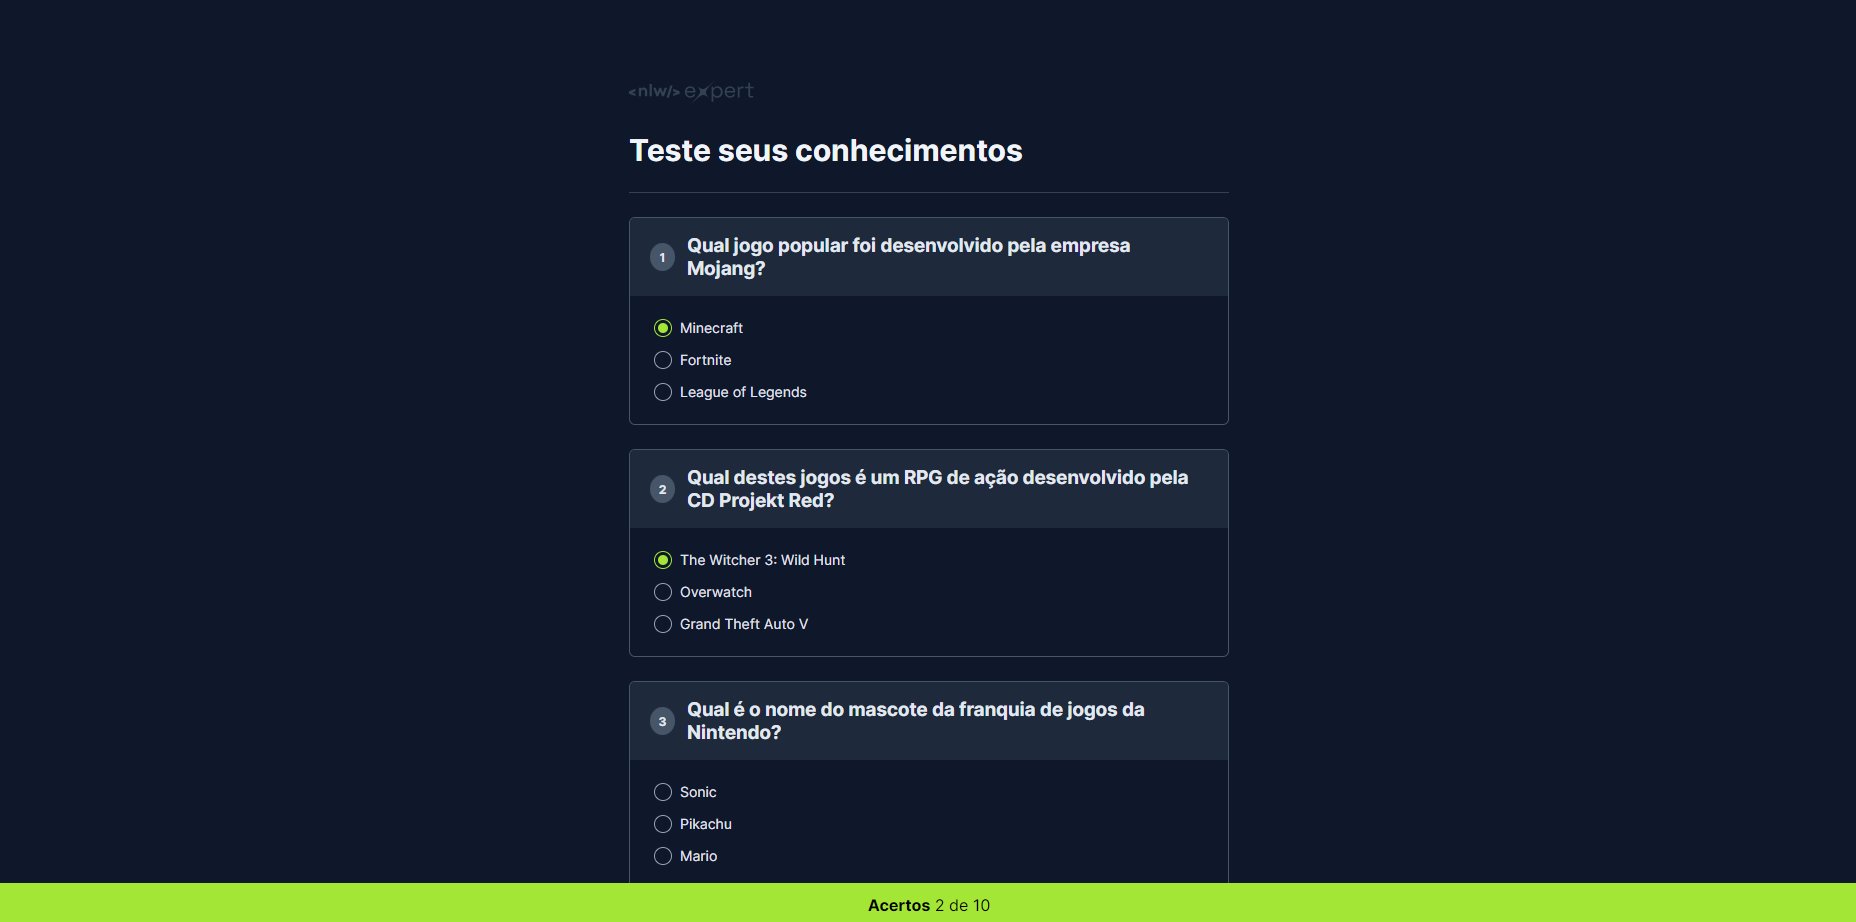 <nlw/> expert
Teste seus conhecimentos
1
Qual jogo popular foi desenvolvido pela empresa
Mojang?
Minecraft
Fortnite
League of Legends
2
Qual destes jogos é um RPG de ação desenvolvido pela
CD Projekt Red?
The Witcher 3: Wild Hunt
Overwatch
Grand Theft Auto V
3
Qual é o nome do mascote da franquia de jogos da
Nintendo?
Sonic
Pikachu
Mario
Acertos 2 de 10